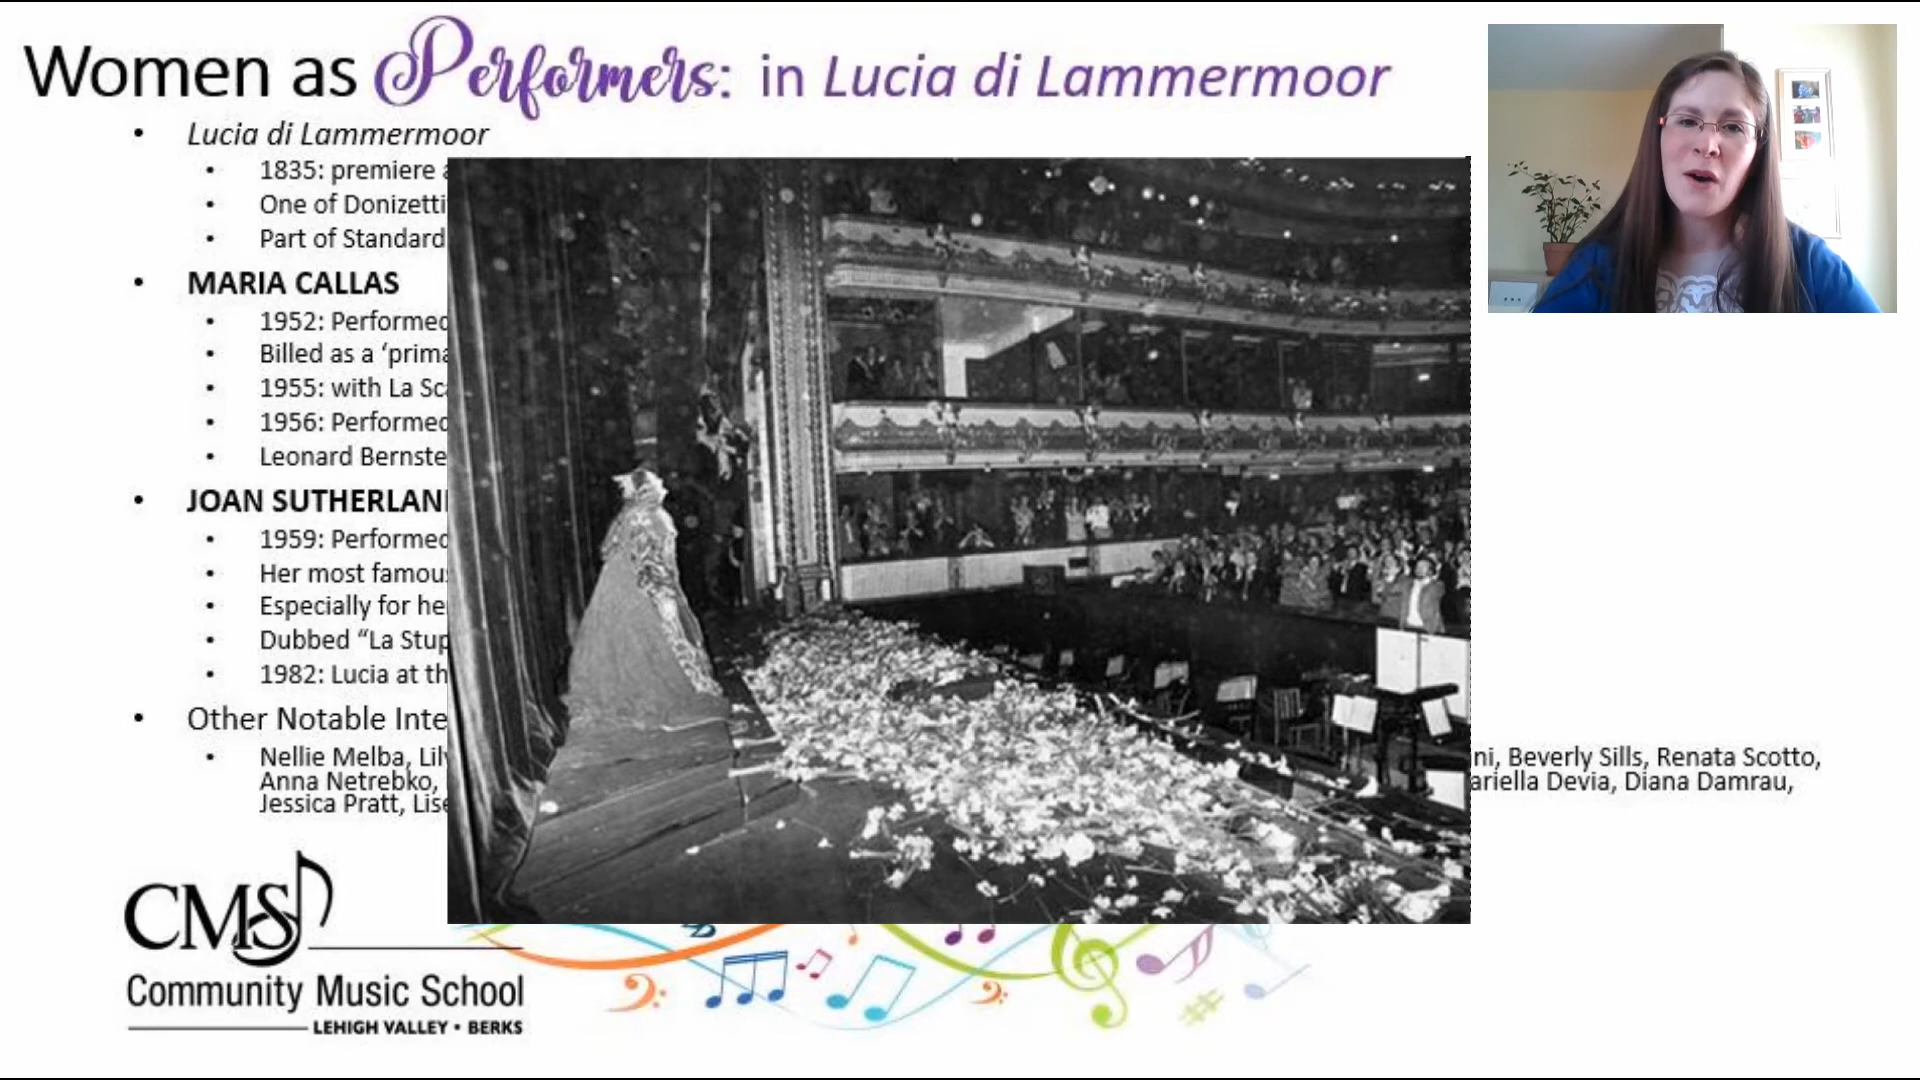 Women as Performers: in Lucia di Lammermoor
• Lucia di Lammermoor
• 1835: premiere
• One of Donizetti
• Part of Standard
• MARIA CALLAS
• 1952: Performed
• Billed as a ‘prima
• 1955: with La Sc
• 1956: Performed
• Leonard Bernste
• JOAN SUTHERLAN
• 1959: Performed
• Her most famou
• Especially for he
• Dubbed “La Stup
• 1982: Lucia at th
• Other Notable Inte
• Nellie Melba, Lil ni, Beverly Sills, Renata Scotto,
Anna Netrebko, ariella Devia, Diana Damrau,
Jessica Pratt, Lise
CMS
Community Music School
LEHIGH VALLEY • BERKS